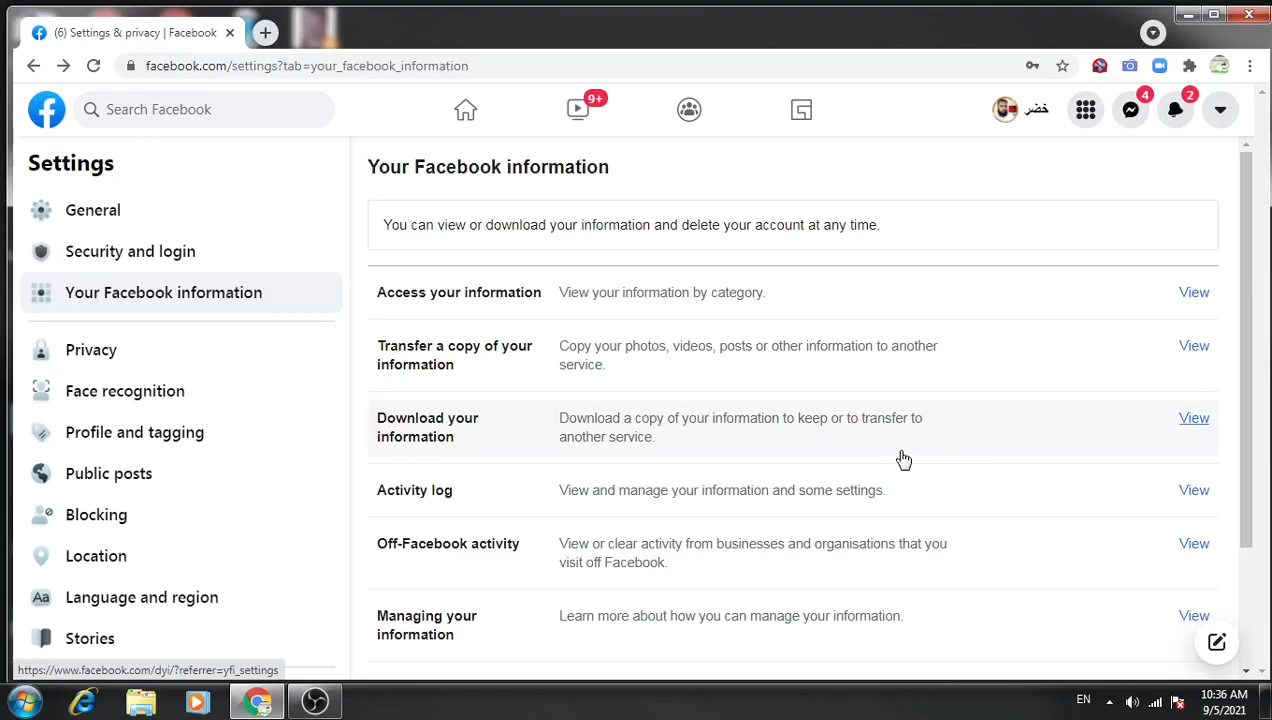 (6) Settings & privacy | Facebook
facebook.com/settings?tab=your_facebook_information
Search Facebook
9+
خضر
4
2
Settings
General
Security and login
Your Facebook information
Privacy
Face recognition
Profile and tagging
Public posts
Blocking
Location
Aa Language and region
Stories
https://www.facebook.com/dyi/?referrer=yfi_settings
Your Facebook information
You can view or download your information and delete your account at any time.
Access your information
View your information by category.
View
Transfer a copy of your
information
Copy your photos, videos, posts or other information to another
service.
View
Download your
information
Download a copy of your information to keep or to transfer to
another service.
View
Activity log
View and manage your information and some settings.
View
Off-Facebook activity
View or clear activity from businesses and organisations that you
visit off Facebook.
View
Managing your
information
Learn more about how you can manage your information.
View
EN
10:36 AM
9/5/2021